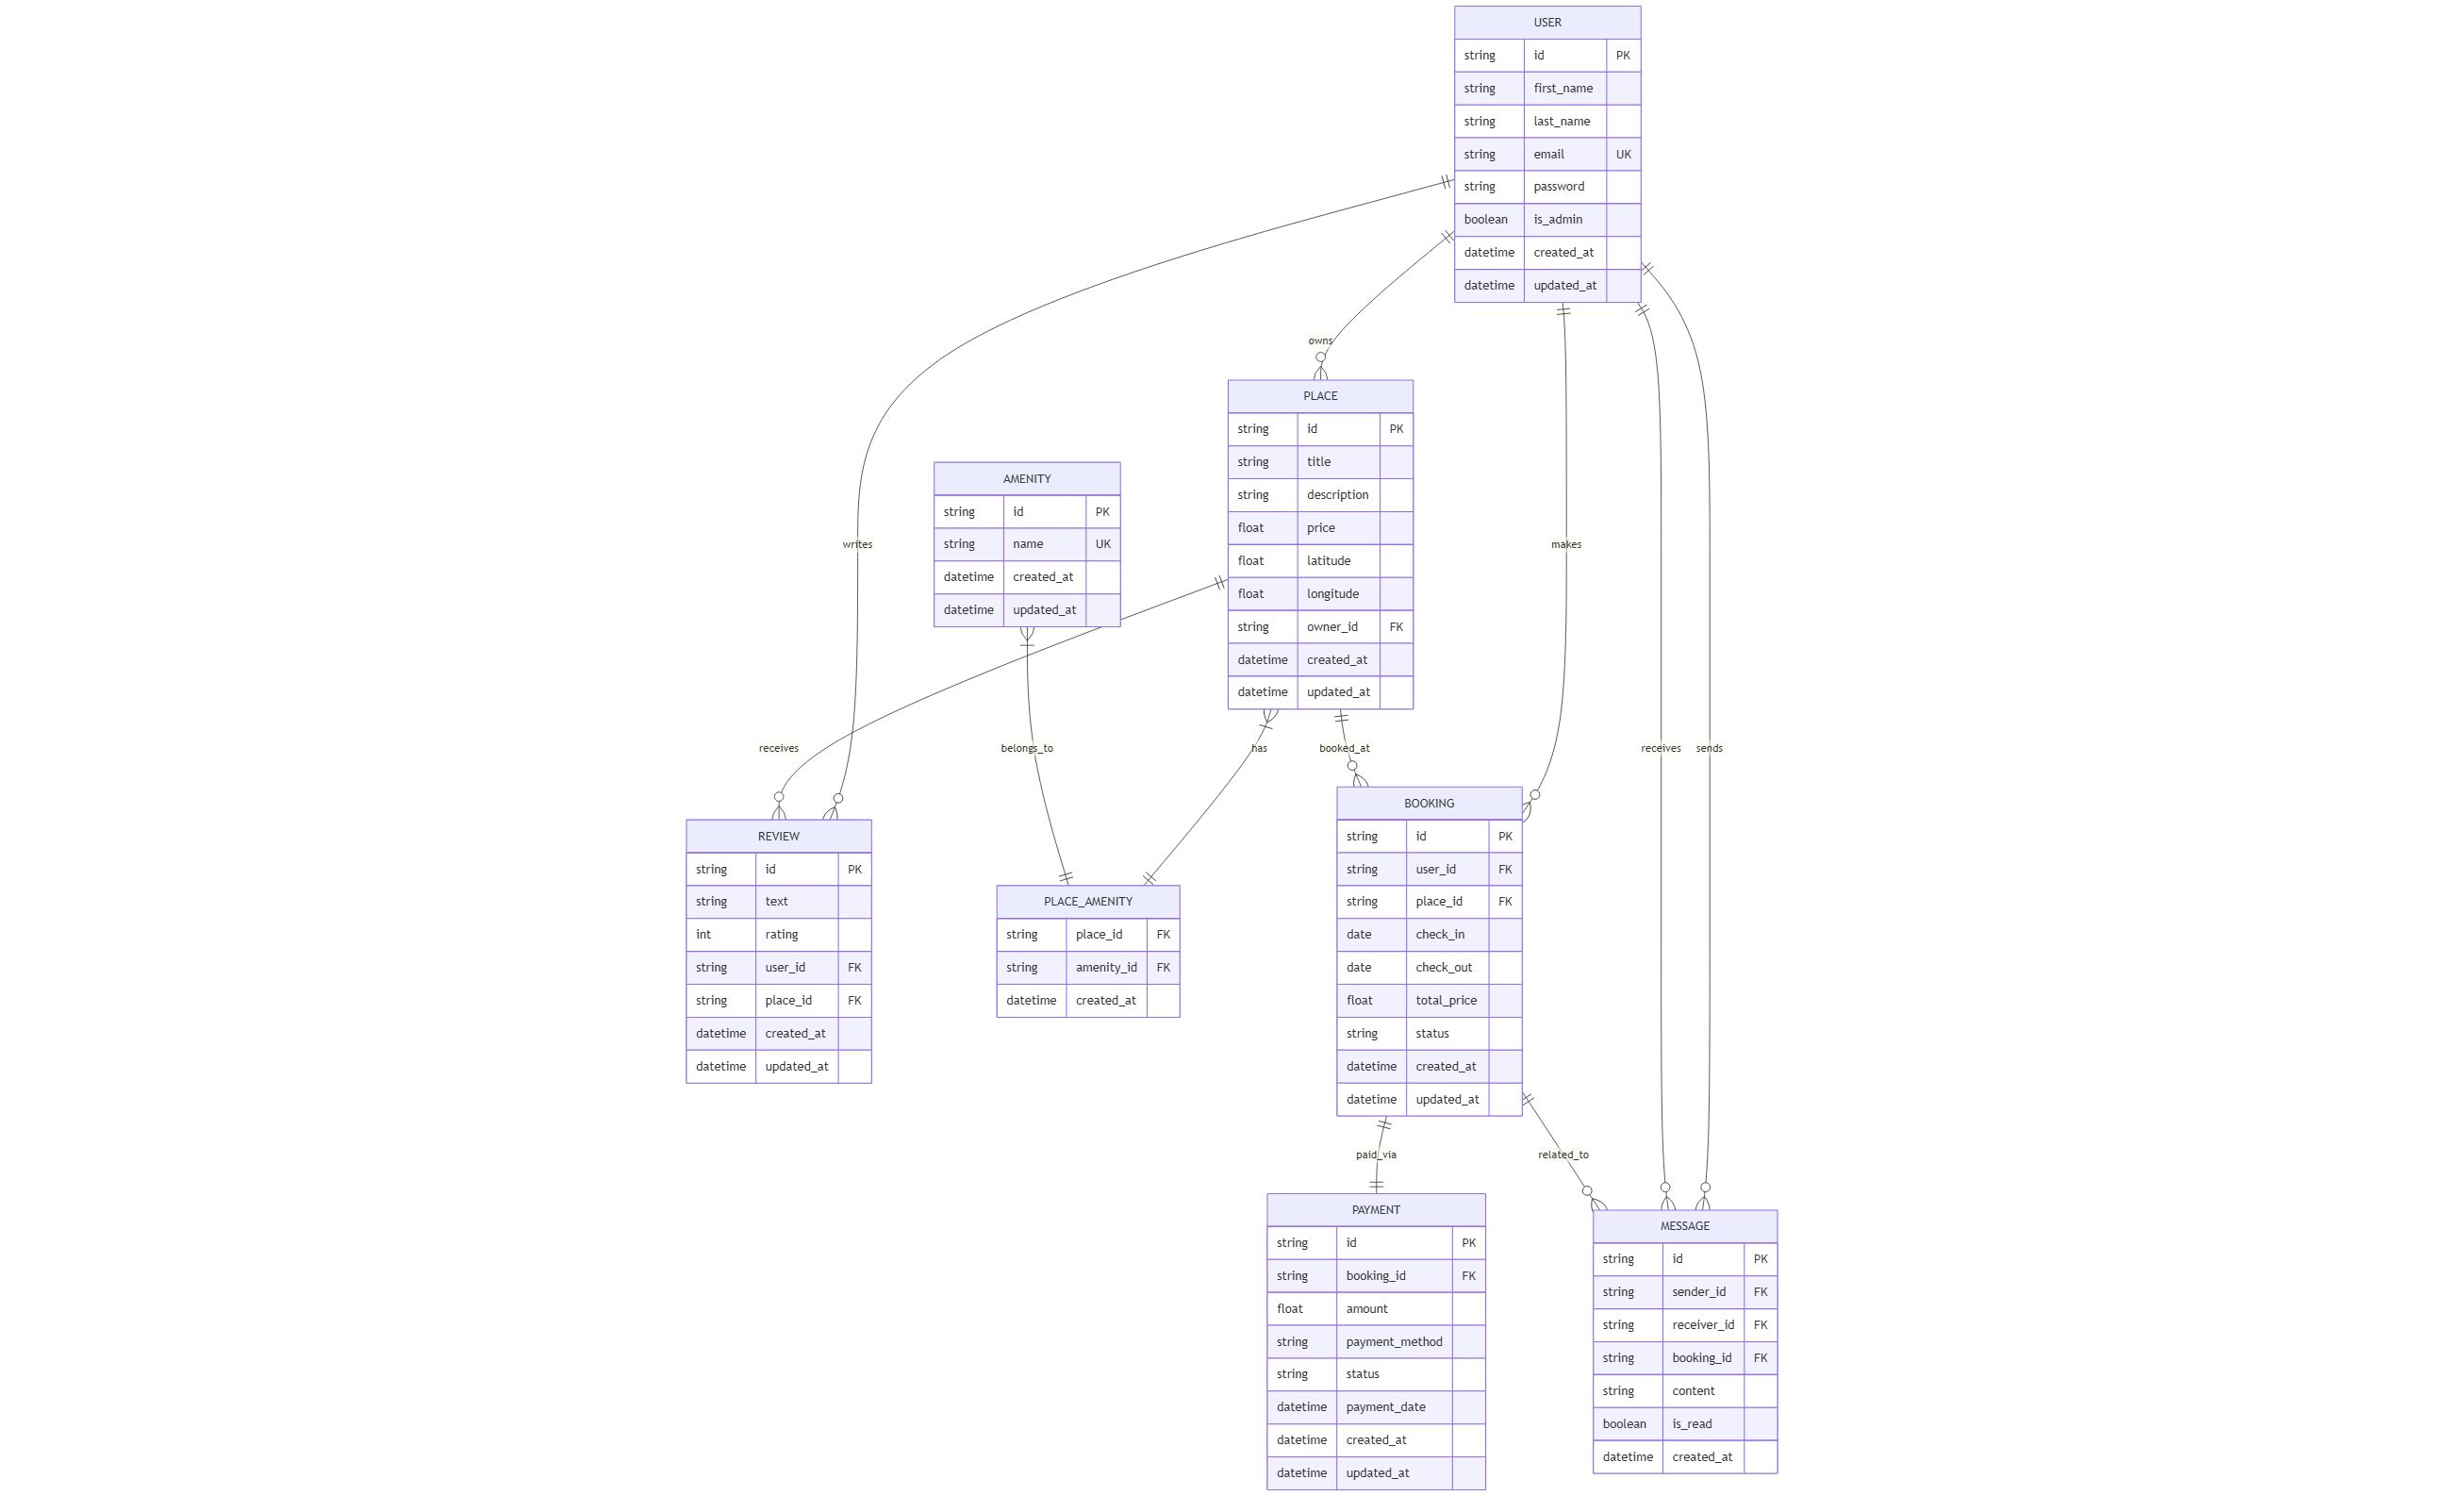 USER
string id PK
string first_name
string last_name
string email UK
string password
boolean is_admin
datetime created_at
datetime updated_at
owns
PLACE
string id PK
string title
string description
float price
float latitude
float longitude
string owner_id FK
datetime created_at
datetime updated_at
AMENITY
string id PK
string name UK
datetime created_at
datetime updated_at
writes
makes
receives
belongs_to
has
booked_at
receives
sends
REVIEW
string id PK
string text
int rating
string user_id FK
string place_id FK
datetime created_at
datetime updated_at
PLACE_AMENITY
string place_id FK
string amenity_id FK
datetime created_at
BOOKING
string id PK
string user_id FK
string place_id FK
date check_in
date check_out
float total_price
string status
datetime created_at
datetime updated_at
paid_via
related_to
PAYMENT
string id PK
string booking_id FK
float amount
string payment_method
string status
datetime payment_date
datetime created_at
datetime updated_at
MESSAGE
string id PK
string sender_id FK
string receiver_id FK
string booking_id FK
string content
boolean is_read
datetime created_at